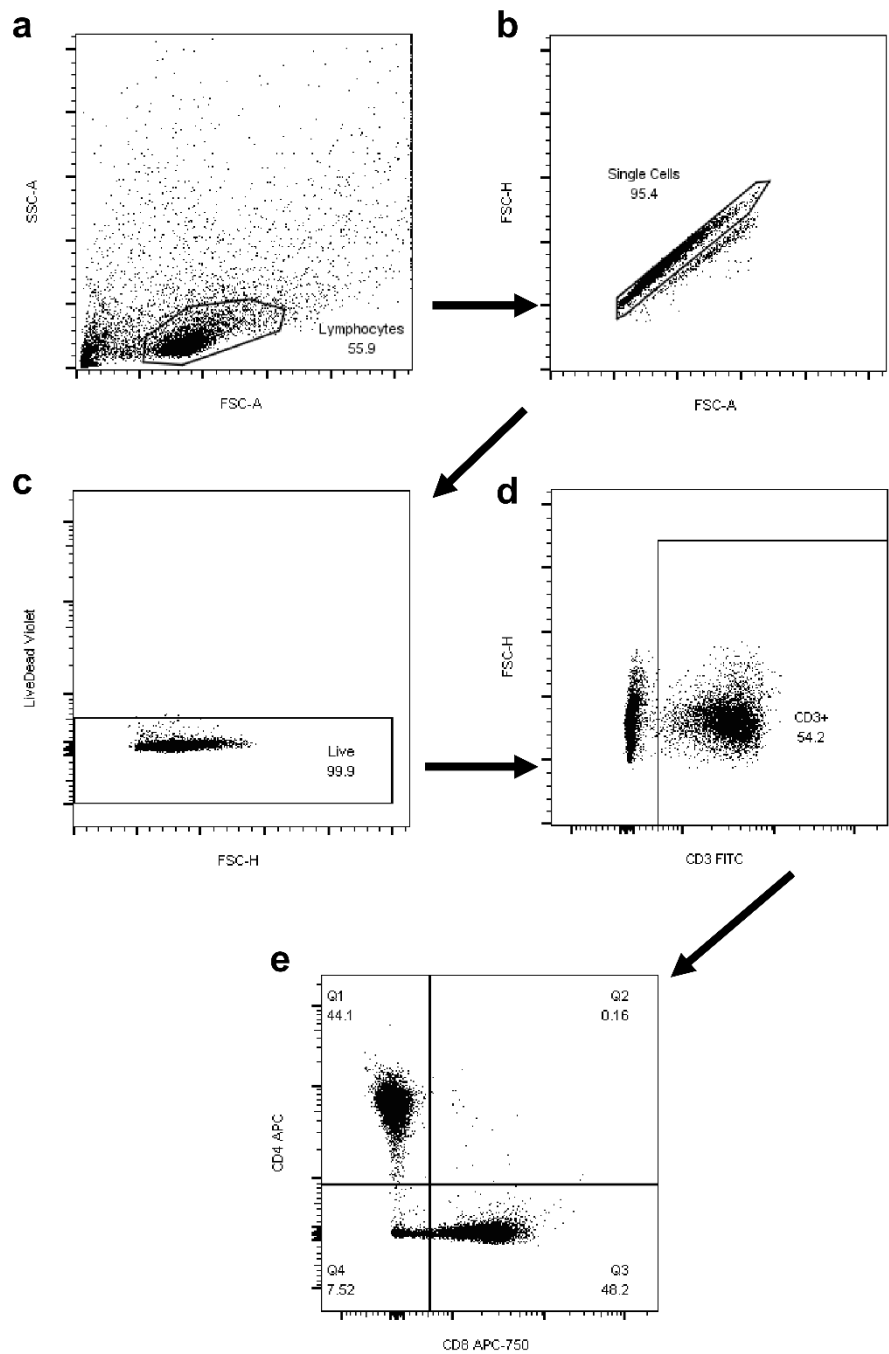 a
SSC-A
Lymphocytes
55.9
FSC-A
b
FSC-H
Single Cells
95.4
FSC-A
c
LiveDead Violet
Live
99.9
FSC-H
d
FSC-H
CD3+
54.2
CD3 FITC
e
Q1
44.1
Q2
0.16
CD4 APC
Q4
7.52
Q3
48.2
CD8 APC-750